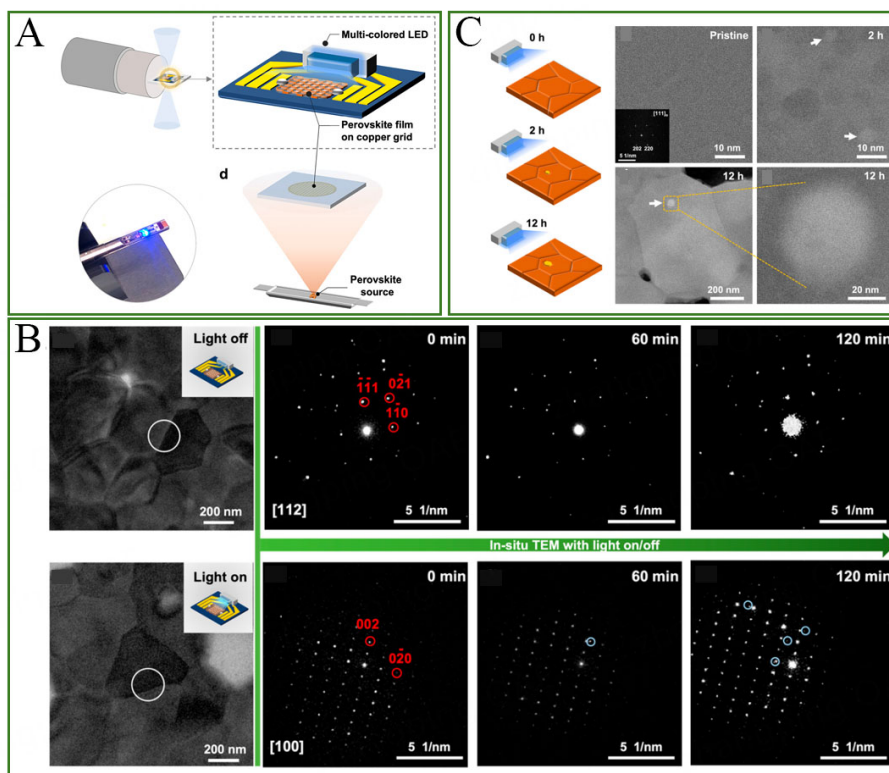 A
Multi-colored LED
Perovskite film
on copper grid
d
Perovskite
source
C
0 h
2 h
12 h
Pristine
[111]
5 1/nm
202 220
10 nm
2 h
10 nm
12 h
200 nm
12 h
20 nm
B
Light off
200 nm
0 min
1̄1̄1
02̄1
11̄0
[112]
5 1/nm
60 min
5 1/nm
120 min
5 1/nm
In-situ TEM with light on/off
Light on
200 nm
0 min
002
02̄0
[100]
5 1/nm
60 min
5 1/nm
120 min
5 1/nm